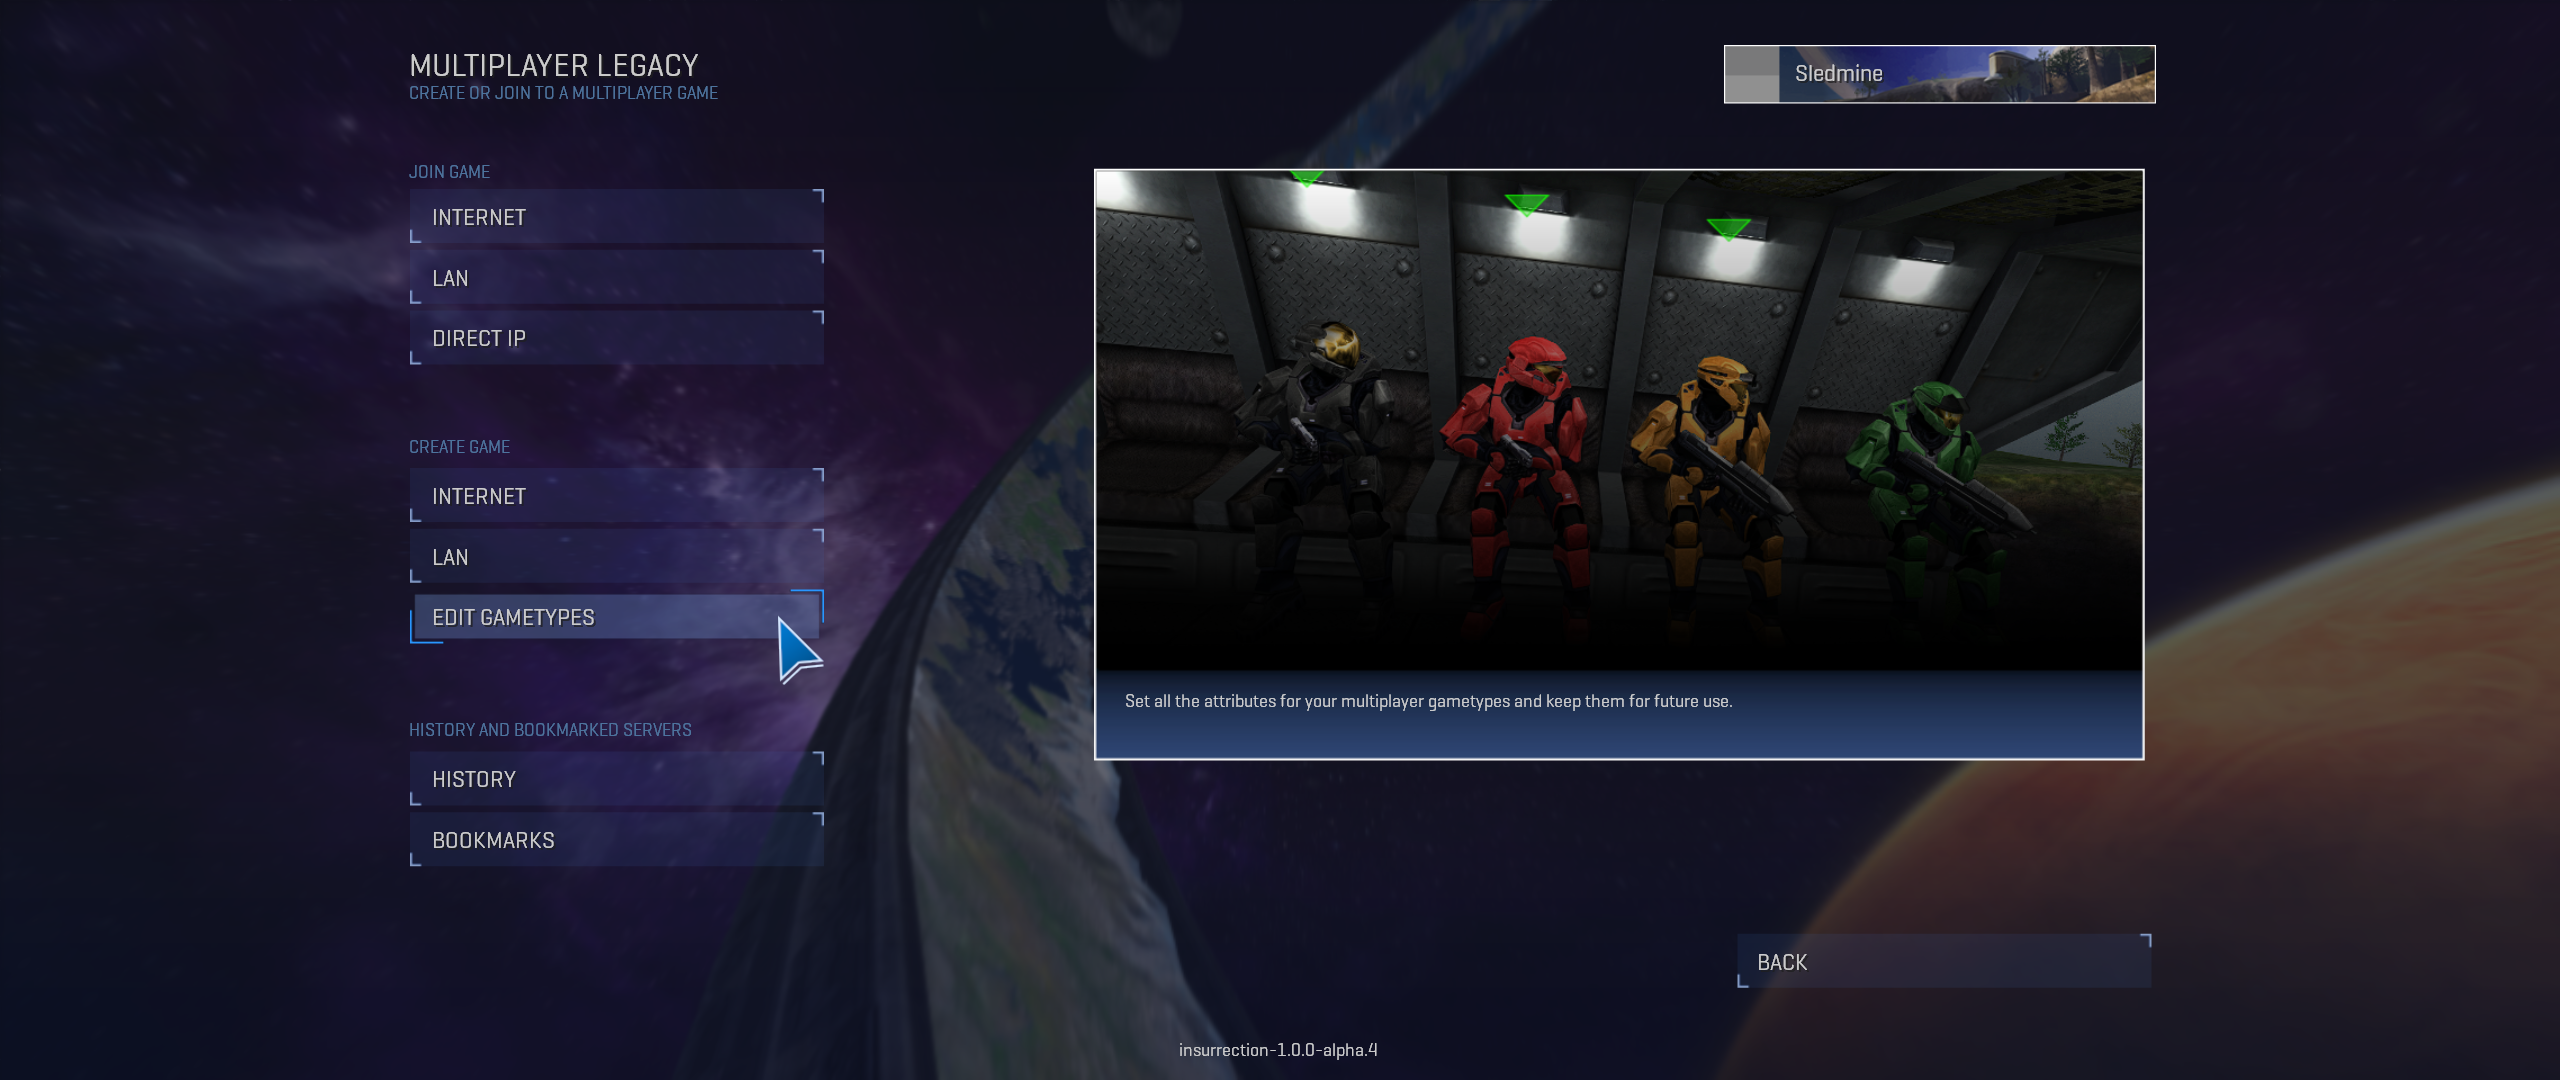 MULTIPLAYER LEGACY
CREATE OR JOIN TO A MULTIPLAYER GAME
Sledmine
JOIN GAME
INTERNET
LAN
DIRECT IP
CREATE GAME
INTERNET
LAN
EDIT GAMETYPES
Set all the attributes for your multiplayer gametypes and keep them for future use.
HISTORY AND BOOKMARKED SERVERS
HISTORY
BOOKMARKS
BACK
insurrection-1.0.0-alpha.4